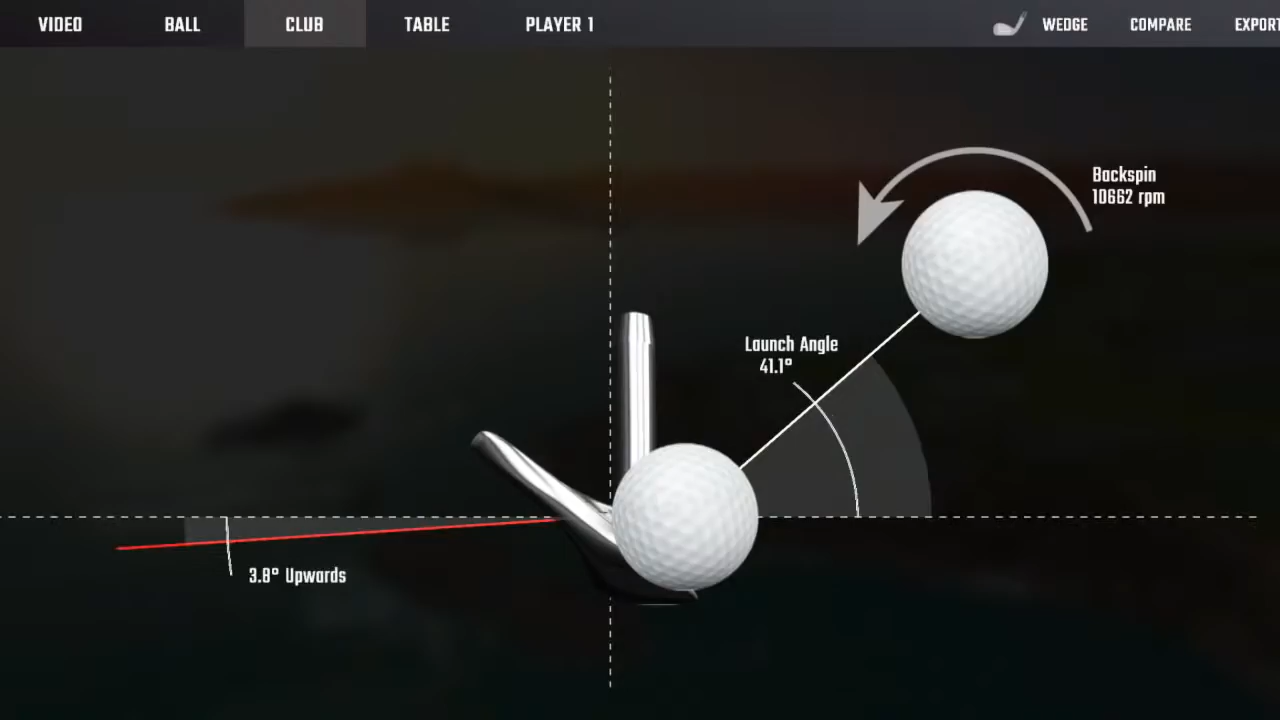 VIDEO BALL CLUB TABLE PLAYER 1 WEDGE COMPARE EXPORT
Backspin
10662 rpm
Launch Angle
41.1°
3.8° Upwards